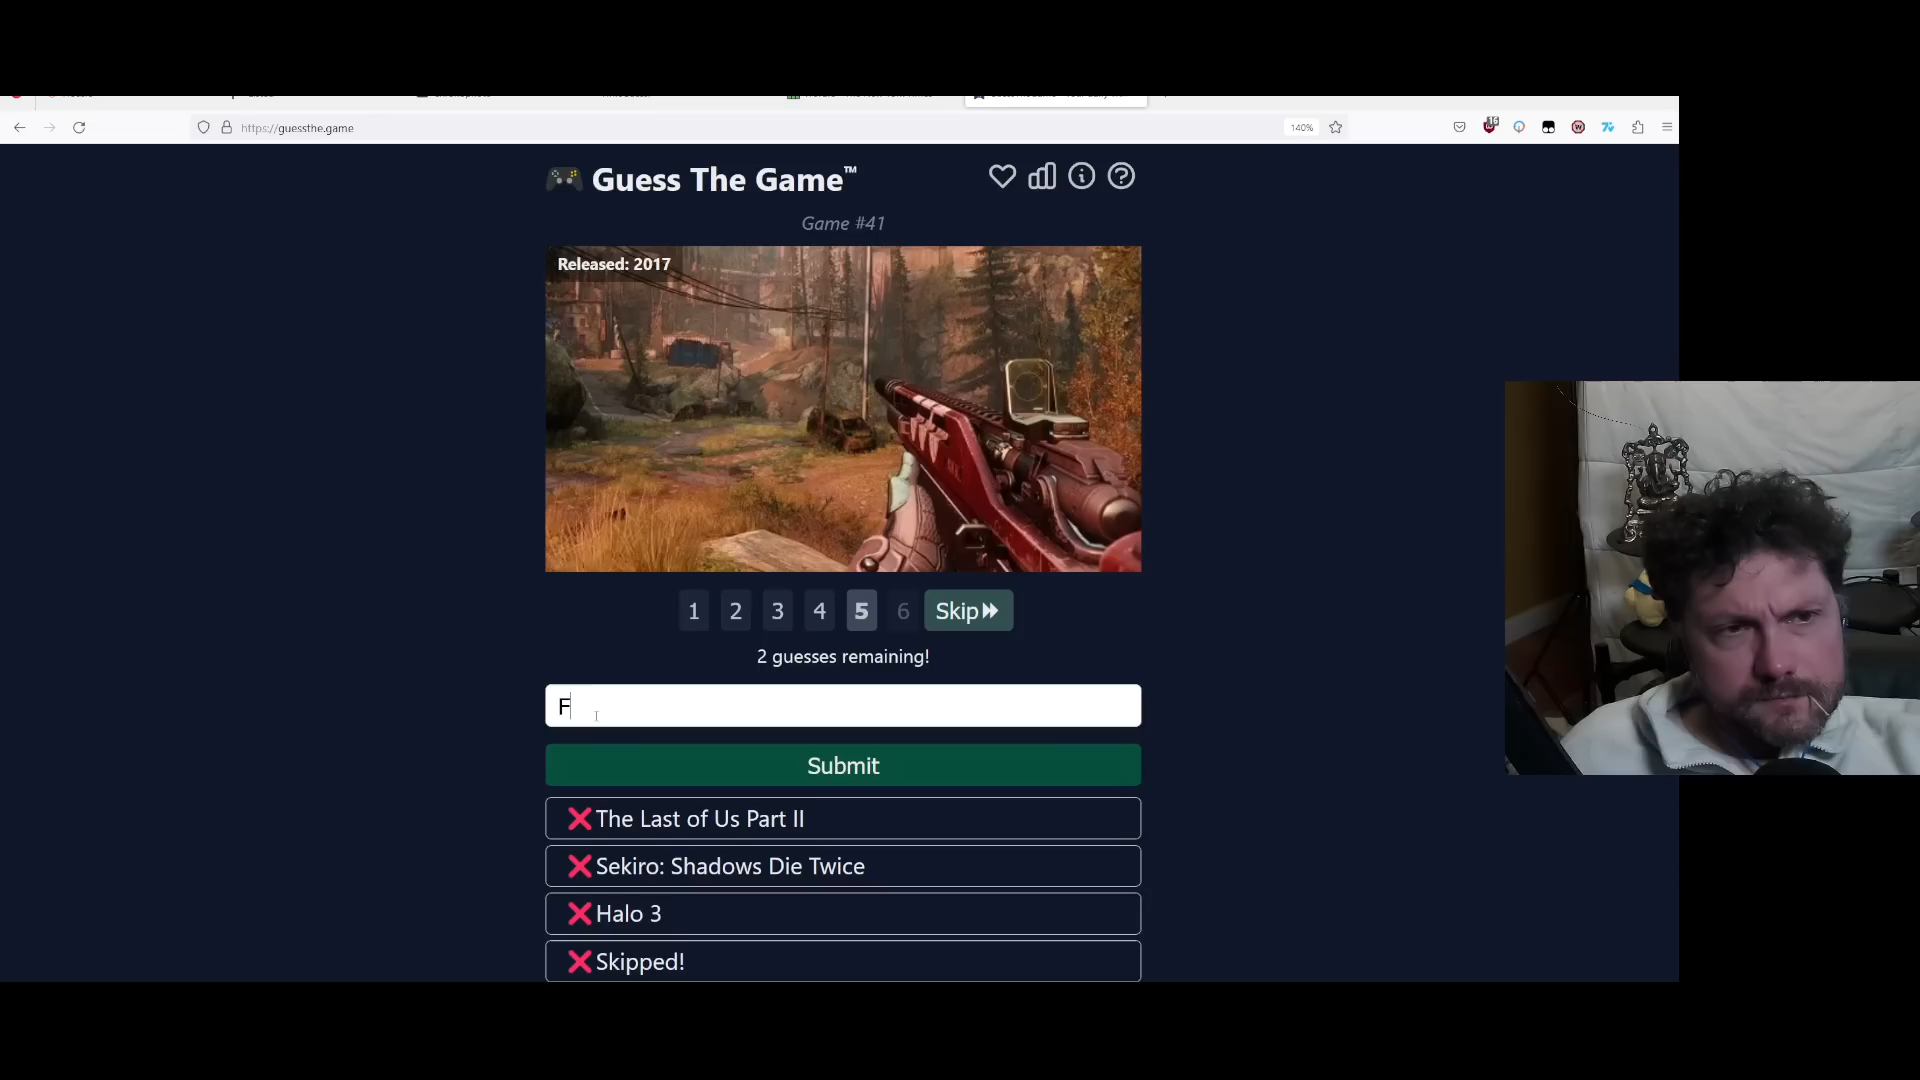 https://guessthe.game
140%
16
Guess The Game™
Game #41
Released: 2017
1 2 3 4 5 6 Skip
2 guesses remaining!
F
Submit
The Last of Us Part II
Sekiro: Shadows Die Twice
Halo 3
Skipped!